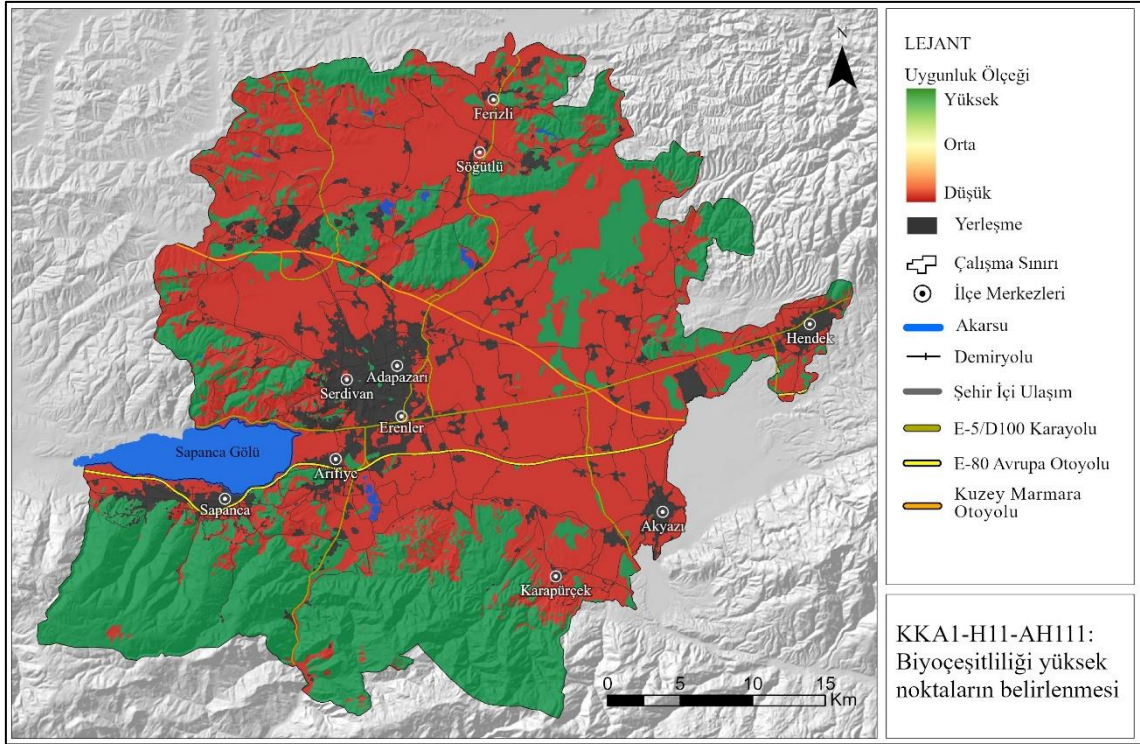 N
Ferizli
Söğütlü
Hendek
Adapazarı
Serdivan
Erenler
Sapanca Gölü
Arifiye
Sapanca
Akyazı
Karapürçek
0 5 10 15
Km
LEJANT
Uygunluk Ölçeği
Yüksek
Orta
Düşük
Yerleşme
Çalışma Sınırı
İlçe Merkezleri
Akarsu
Demiryolu
Şehir İçi Ulaşım
E-5/D100 Karayolu
E-80 Avrupa Otoyolu
Kuzey Marmara
Otoyolu
KKA1-H11-AH111:
Biyoçeşitliliği yüksek
noktaların belirlenmesi